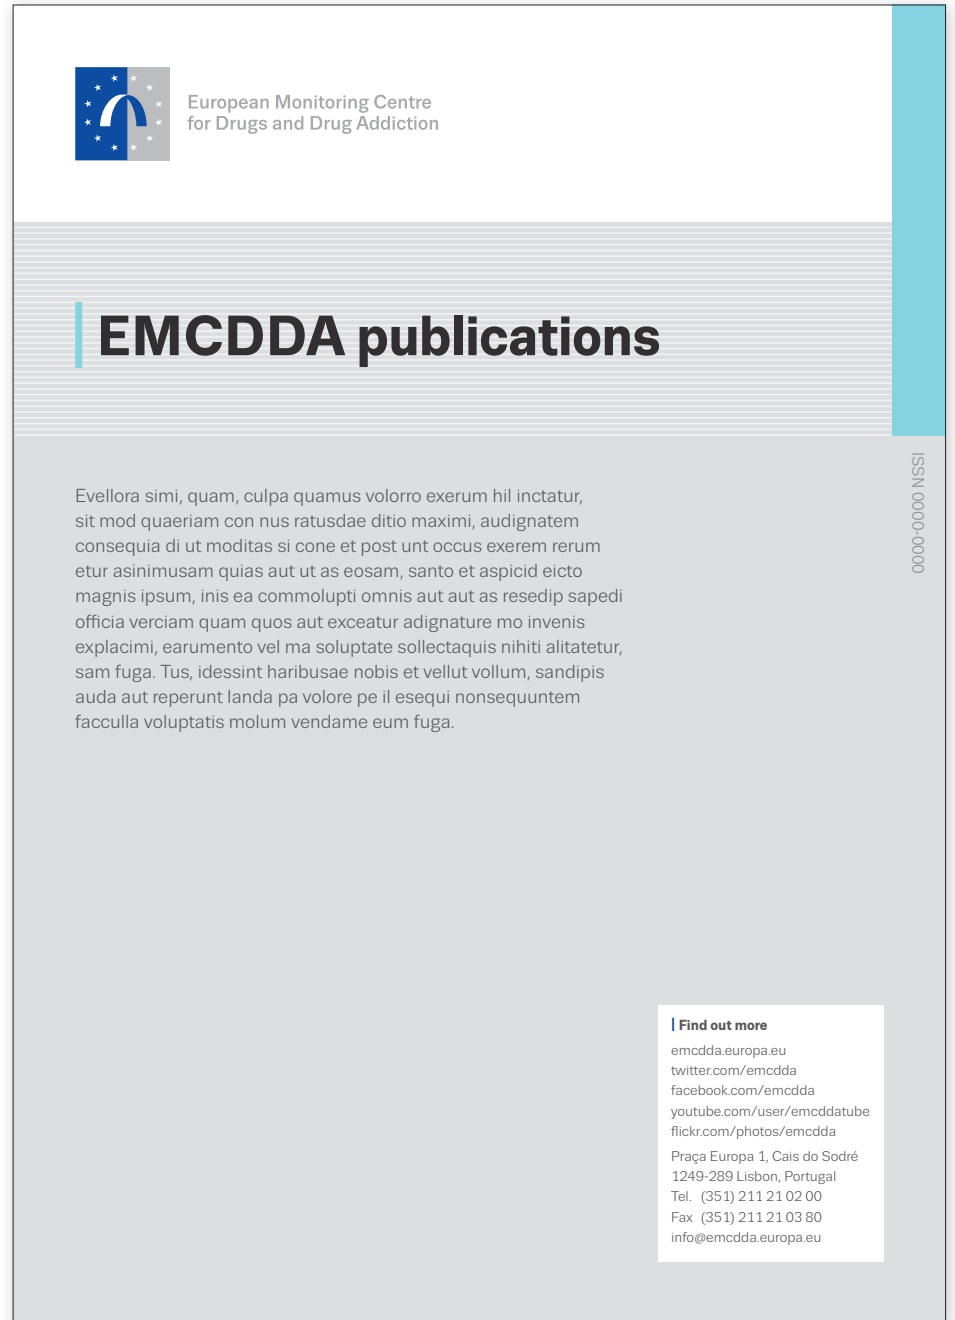 European Monitoring Centre
for Drugs and Drug Addiction
EMCDDA publications
ISSN 0000-0000
Evellora simi, quam, culpa quamus volorro exerum hil inctatur,
sit mod quaeriam con nus ratusdae ditio maximi, audignatem
consequia di ut moditas si cone et post unt occus exerem rerum
etur asinimusam quias aut ut as eosam, santo et aspicid eicto
magnis ipsum, inis ea commolupti omnis aut aut as resedip sapedi
officia verciam quam quos aut exceatur adignature mo invenis
explacimi, earumento vel ma soluptate sollectaquis nihiti alitatetur,
sam fuga. Tus, idessint haribusae nobis et vellut vollum, sandipis
auda aut reperunt landa pa volore pe il esequi nonsequuntem
facculla voluptatis molum vendame eum fuga.
Find out more
emcdda.europa.eu
twitter.com/emcdda
facebook.com/emcdda
youtube.com/user/emcddatube
flickr.com/photos/emcdda
Praça Europa 1, Cais do Sodré
1249-289 Lisbon, Portugal
Tel. (351) 211 21 02 00
Fax (351) 211 21 03 80
info@emcdda.europa.eu